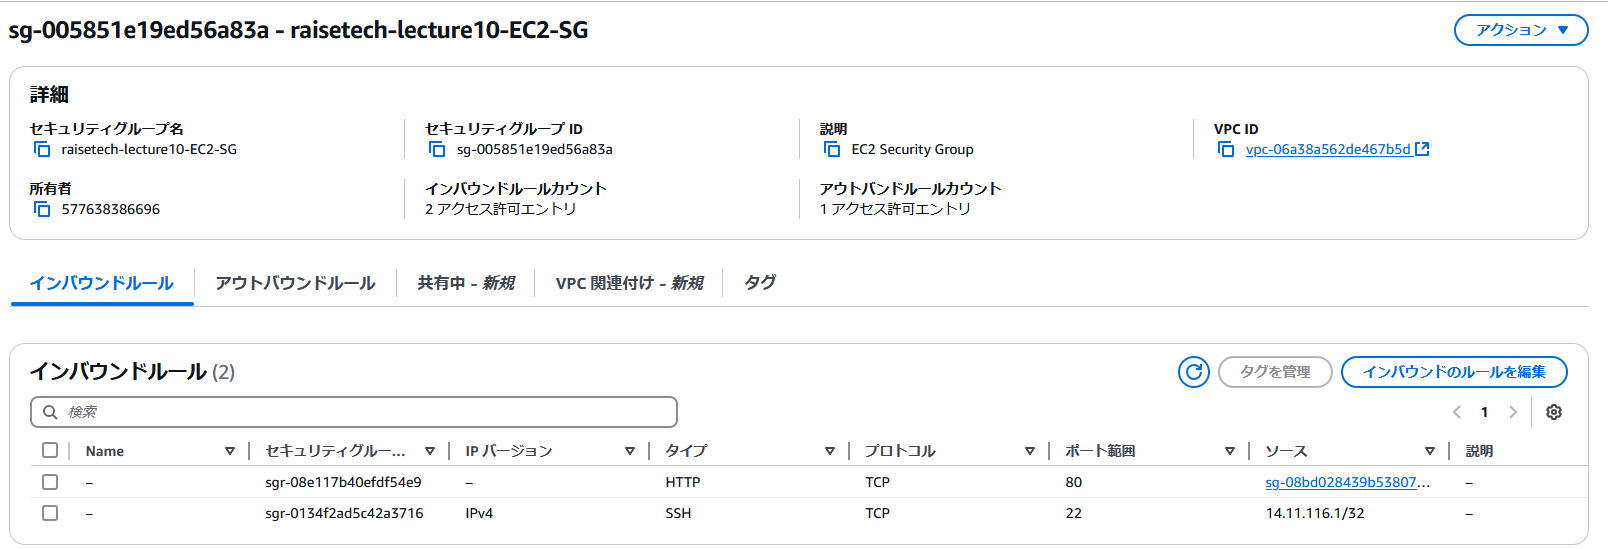 sg-005851e19ed56a83a - raisetech-lecture10-EC2-SG
アクション
詳細
セキュリティグループ名
raisetech-lecture10-EC2-SG
セキュリティグループ ID
sg-005851e19ed56a83a
説明
EC2 Security Group
VPC ID
vpc-06a38a562de467b5d
所有者
577638386696
インバウンドルールカウント
2 アクセス許可エントリ
アウトバンドルールカウント
1 アクセス許可エントリ
インバウンドルール アウトバウンドルール 共有中 - 新規 VPC 関連付け - 新規 タグ
インバウンドルール (2)
タグを管理 インバウンドのルールを編集
検索
1
Name セキュリティグルー... IP バージョン タイプ プロトコル ポート範囲 ソース 説明
– sgr-08e117b40efdf54e9 – HTTP TCP 80 sg-08bd028439b53807... –
– sgr-0134f2ad5c42a3716 IPv4 SSH TCP 22 14.11.116.1/32 –